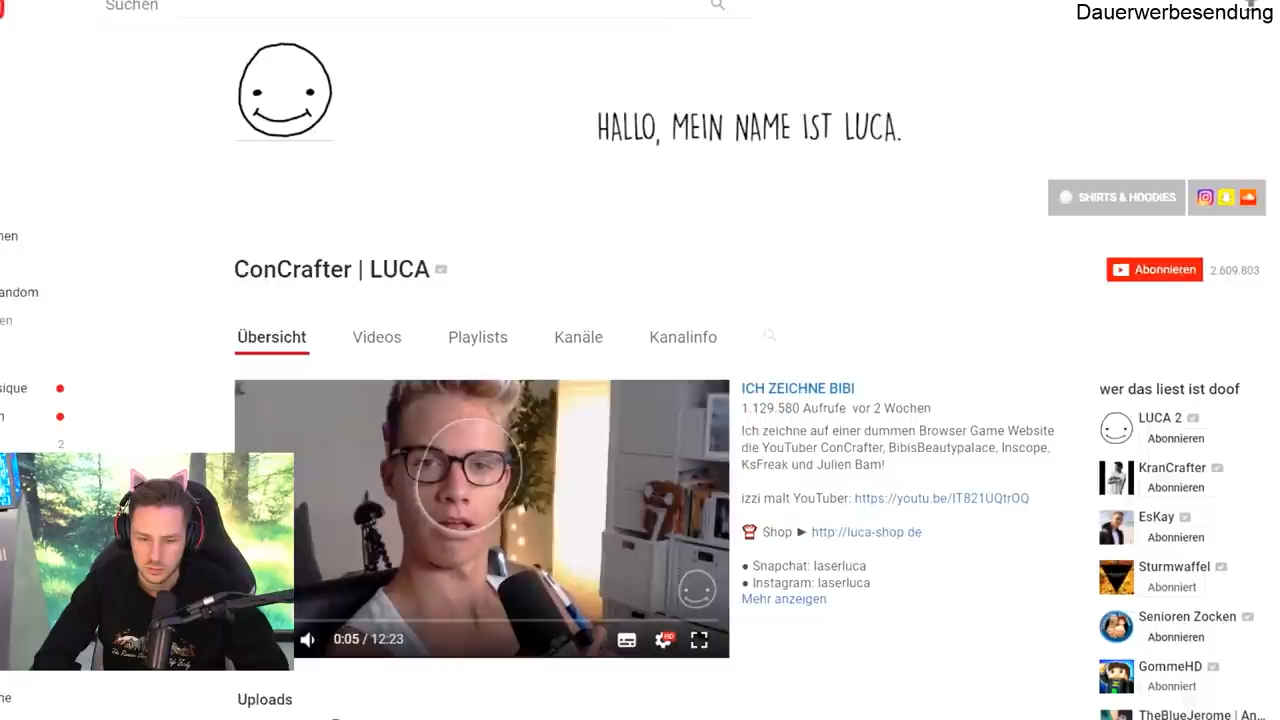 Suchen
Dauerwerbesendung
HALLO, MEIN NAME IST LUCA.
SHIRTS & HOODIES
ConCrafter | LUCA
Abonnieren 2.609.803
Übersicht Videos Playlists Kanäle Kanalinfo
ICH ZEICHNE BIBI
1.129.580 Aufrufe vor 2 Wochen
Ich zeichne auf einer dummen Browser Game Website
die YouTuber ConCrafter, BibisBeautypalace, Inscope,
KsFreak und Julien Bam!
izzi malt YouTuber: https://youtu.be/IT821UQtrOQ
Shop ► http://luca-shop de
● Snapchat: laserluca
● Instagram: laserluca
Mehr anzeigen
0:05 / 12:23
HD
wer das liest ist doof
LUCA 2
Abonnieren
KranCrafter
Abonnieren
EsKay
Abonnieren
Sturmwaffel
Abonniert
Senioren Zocken
Abonnieren
GommeHD
Abonniert
TheBlueJerome | An...
Uploads
2